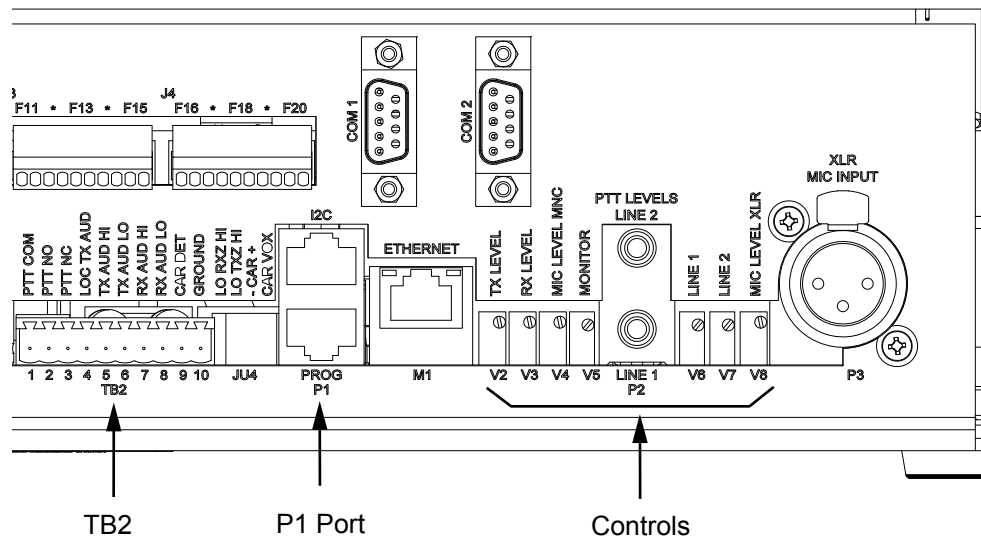 J4
F11 * F13 * F15 F16 * F18 * F20
COM 1
COM 2
XLR
MIC INPUT
PTT LEVELS
LINE 2
I2C
ETHERNET
PTT COM
PTT NO
PTT NC
LOC TX AUD
TX AUD HI
TX AUD LO
RX AUD HI
RX AUD LO
CAR DET
GROUND
LO RXZ HI
LO TXZ HI
- CAR +
CAR VOX
TX LEVEL
RX LEVEL
MIC LEVEL MNC
MONITOR
LINE 1
LINE 2
MIC LEVEL XLR
1 2 3 4 5 6 7 8 9 10 JU4 PROG M1 V2 V3 V4 V5 LINE 1 V6 V7 V8 P3
TB2 P1 P2
TB2 P1 Port Controls